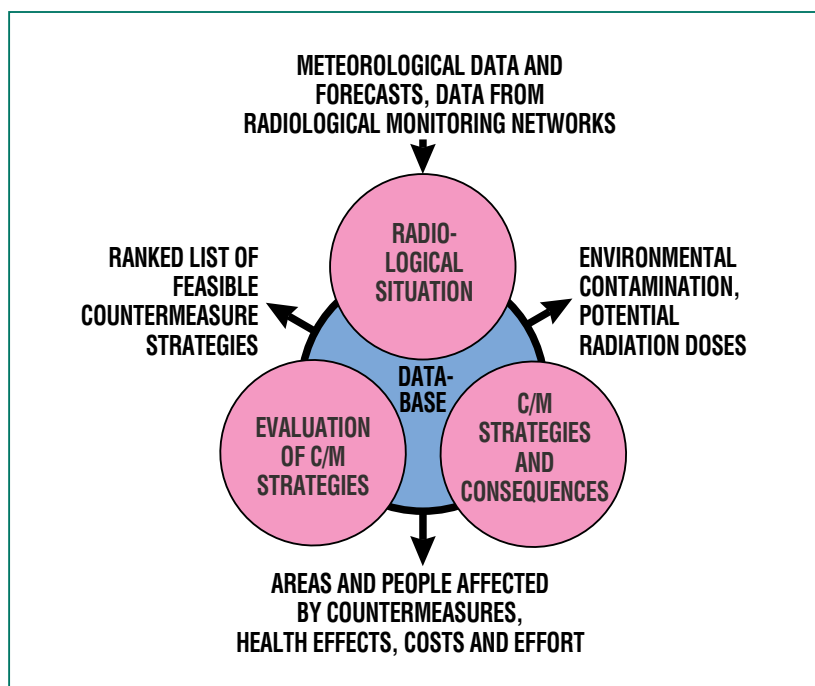 METEOROLOGICAL DATA AND
FORECASTS, DATA FROM
RADIOLOGICAL MONITORING NETWORKS
RADIO-
LOGICAL
SITUATION
RANKED LIST OF
FEASIBLE
COUNTERMEASURE
STRATEGIES
ENVIRONMENTAL
CONTAMINATION,
POTENTIAL
RADIATION DOSES
DATA-
BASE
EVALUATION
OF C/M
STRATEGIES
C/M
STRATEGIES
AND
CONSEQUENCES
AREAS AND PEOPLE AFFECTED
BY COUNTERMEASURES,
HEALTH EFFECTS, COSTS AND EFFORT